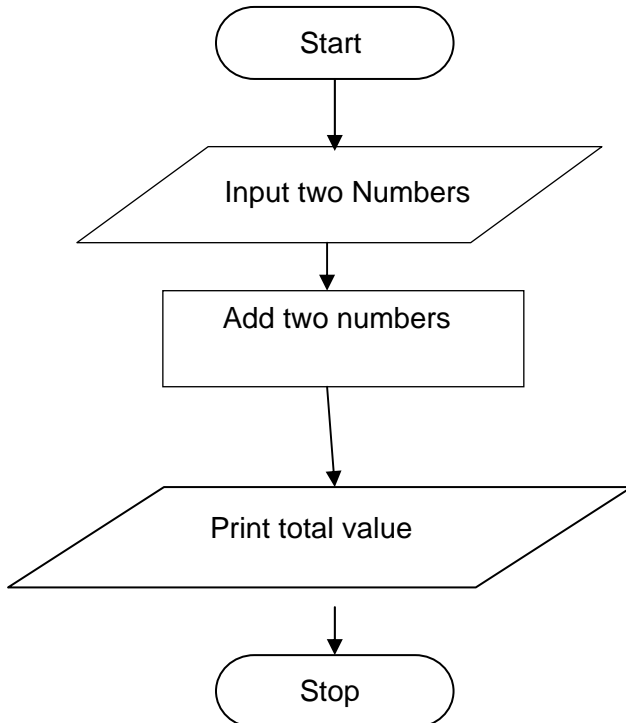 Start
Input two Numbers
Add two numbers
Print total value
Stop